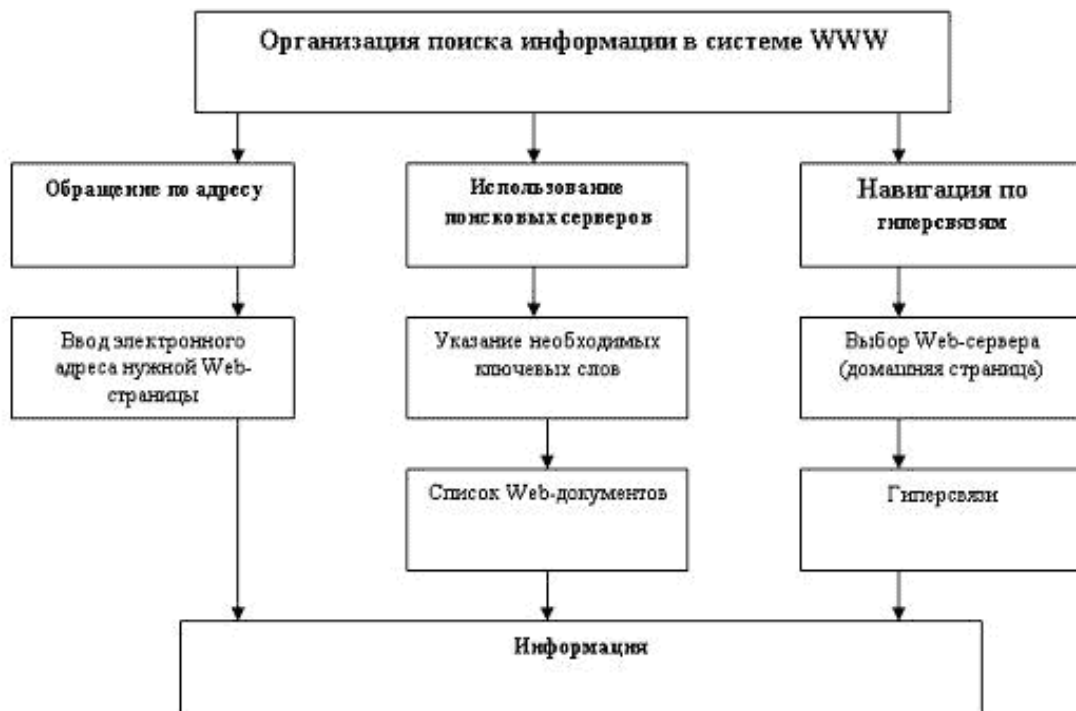 Организация поиска информации в системе WWW
Обращение по адресу
Использование
поисковых серверов
Навигация по
гиперсвязям
Ввод электронного
адреса нужной Web-
страницы
Указание необходимых
ключевых слов
Выбор Web-сервера
(домашняя страница)
Список Web-документов
Гиперсвязи
Информация